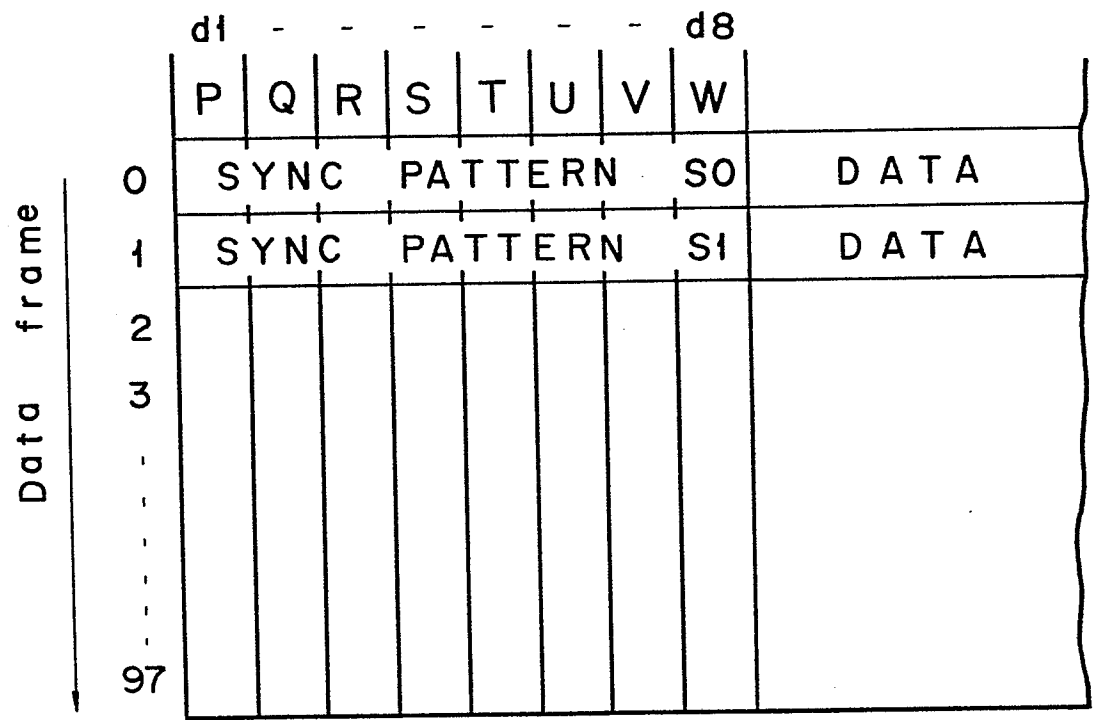 d1 - - - - - - d8
P Q R S T U V W
0 SYNC PATTERN S0 DATA
1 SYNC PATTERN S1 DATA
2
3
97
Data frame